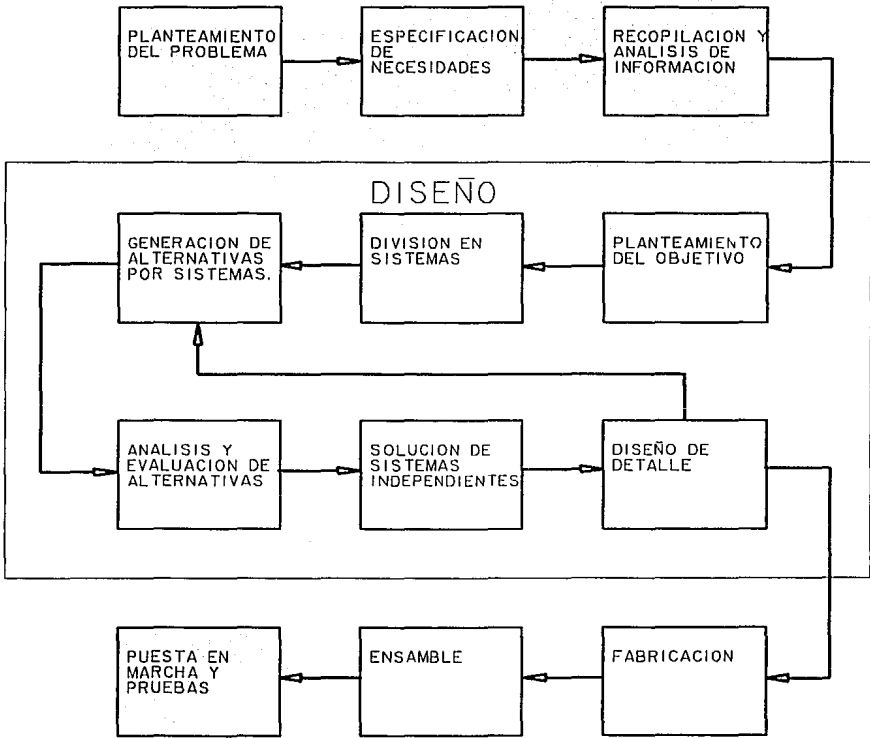 PLANTEAMIENTO
DEL PROBLEMA
ESPECIFICACION
DE
NECESIDADES
RECOPILACION Y
ANALISIS DE
INFORMACION
DISEÑO
GENERACION DE
ALTERNATIVAS
POR SISTEMAS.
DIVISION EN
SISTEMAS
PLANTEAMIENTO
DEL OBJETIVO
ANALISIS Y
EVALUACION DE
ALTERNATIVAS
SOLUCION DE
SISTEMAS
INDEPENDIENTES
DISEÑO DE
DETALLE
PUESTA EN
MARCHA Y
PRUEBAS
ENSAMBLE
FABRICACION